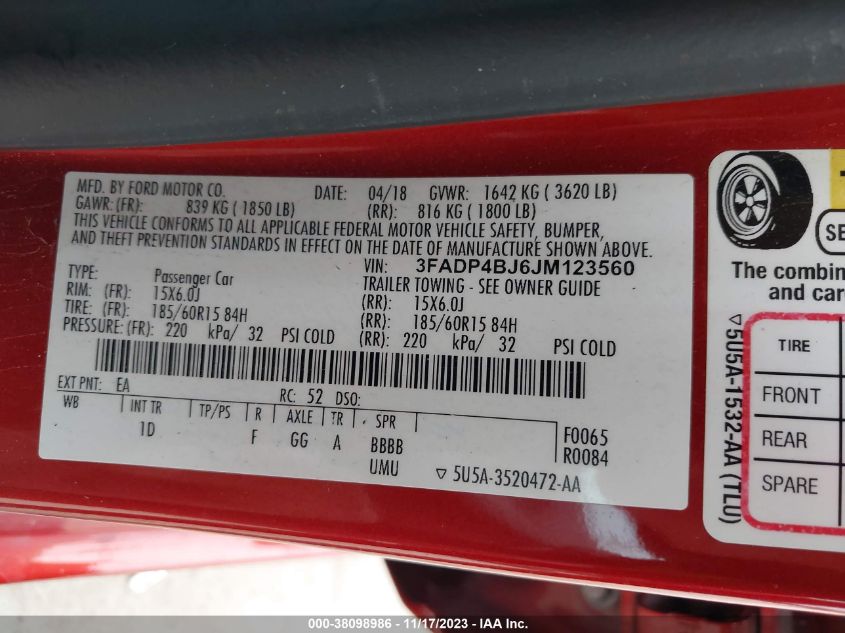 MFD. BY FORD MOTOR CO. DATE: 04/18 GVWR: 1642 KG ( 3620 LB)
GAWR: (FR): 839 KG ( 1850 LB) (RR): 816 KG ( 1800 LB)
THIS VEHICLE CONFORMS TO ALL APPLICABLE FEDERAL MOTOR VEHICLE SAFETY, BUMPER,
AND THEFT PREVENTION STANDARDS IN EFFECT ON THE DATE OF MANUFACTURE SHOWN ABOVE.
VIN: 3FADP4BJ6JM123560
TYPE: Passenger Car TRAILER TOWING - SEE OWNER GUIDE
RIM: (FR): 15X6.0J (RR): 15X6.0J
TIRE: (FR): 185/60R15 84H (RR): 185/60R15 84H
PRESSURE: (FR): 220 kPa/ 32 PSI COLD (RR): 220 kPa/ 32 PSI COLD
EXT PNT: EA RC: 52 DSO:
WB INT TR TP/PS R AXLE TR SPR
1D F GG A BBBB F0065
UMU R0084
5U5A-3520472-AA
SE
The combin
and car
5U5A-1532-AA (TLU)
TIRE
FRONT
REAR
SPARE
000-38098986 - 11/17/2023 - IAAI.com - Copyright IAA, Inc.